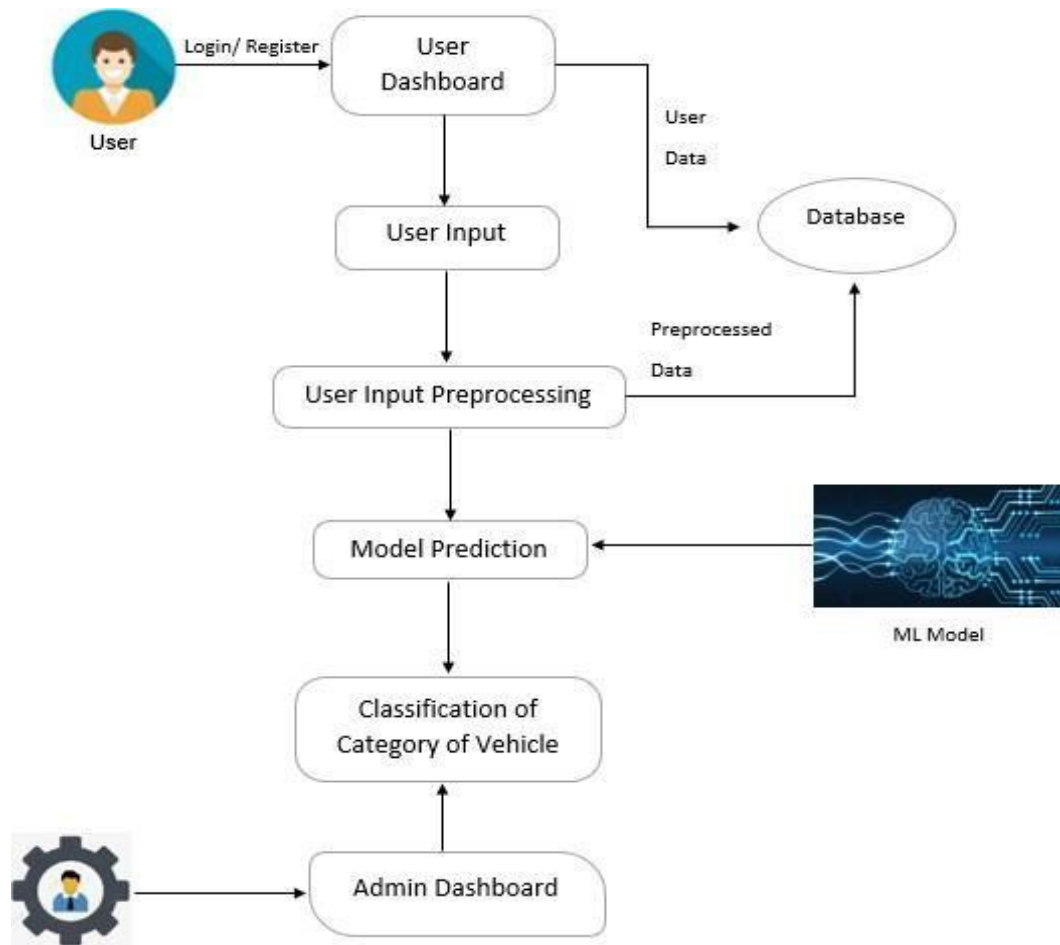 Login/ Register
User
Dashboard
User
User
Data
User Input
Database
Preprocessed
Data
User Input Preprocessing
Model Prediction
ML Model
Classification of
Category of Vehicle
Admin Dashboard